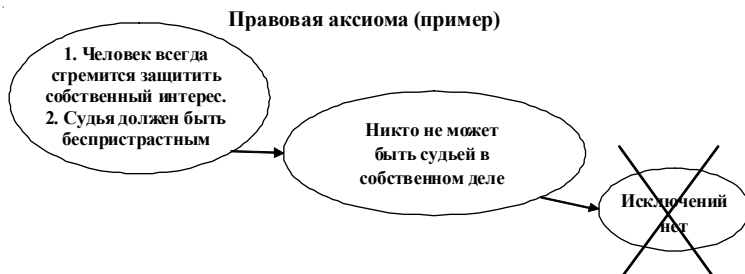 Правовая аксиома (пример)
1. Человек всегда
стремится защитить
собственный интерес.
2. Судья должен быть
беспристрастным
Никто не может
быть судьей в
собственном деле
Исключений
нет